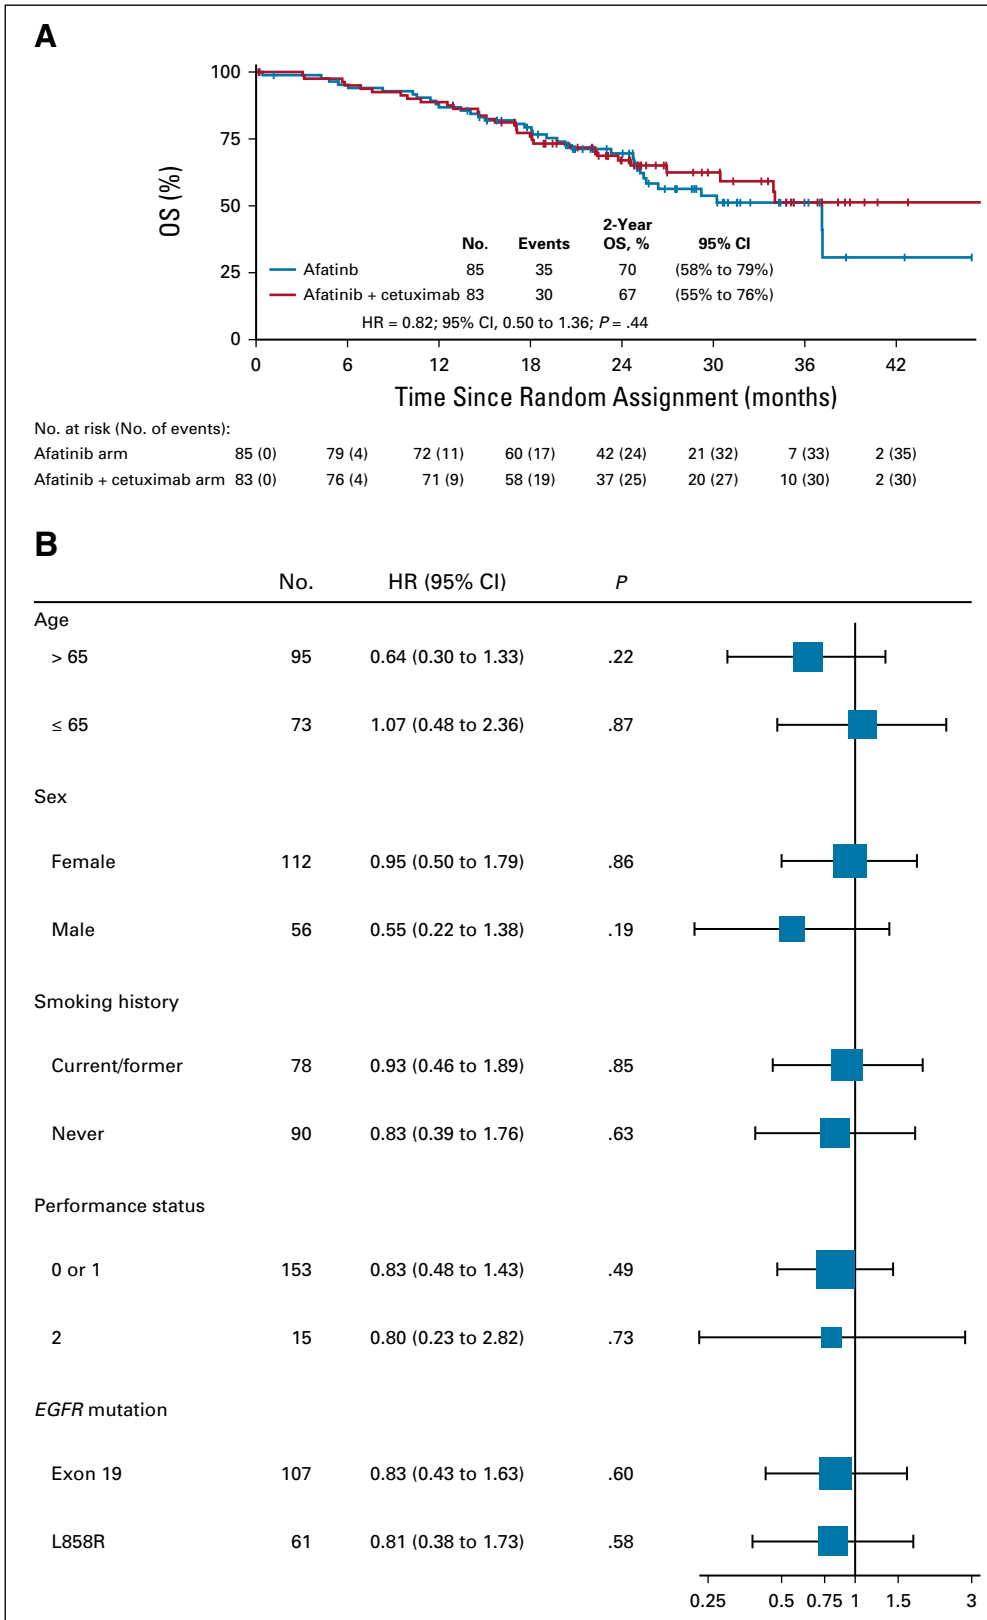 A
100
75
50
25
0
OS (%)
No. Events 2-Year OS, % 95% CI
Afatinb 85 35 70 (58% to 79%)
Afatinib + cetuximab 83 30 67 (55% to 76%)
HR = 0.82; 95% CI, 0.50 to 1.36; P = .44
0 6 12 18 24 30 36 42
Time Since Random Assignment (months)
No. at risk (No. of events):
Afatinib arm 85 (0) 79 (4) 72 (11) 60 (17) 42 (24) 21 (32) 7 (33) 2 (35)
Afatinib + cetuximab arm 83 (0) 76 (4) 71 (9) 58 (19) 37 (25) 20 (27) 10 (30) 2 (30)
B
No. HR (95% CI) P
Age
> 65 95 0.64 (0.30 to 1.33) .22
≤ 65 73 1.07 (0.48 to 2.36) .87
Sex
Female 112 0.95 (0.50 to 1.79) .86
Male 56 0.55 (0.22 to 1.38) .19
Smoking history
Current/former 78 0.93 (0.46 to 1.89) .85
Never 90 0.83 (0.39 to 1.76) .63
Performance status
0 or 1 153 0.83 (0.48 to 1.43) .49
2 15 0.80 (0.23 to 2.82) .73
EGFR mutation
Exon 19 107 0.83 (0.43 to 1.63) .60
L858R 61 0.81 (0.38 to 1.73) .58
0.25 0.5 0.75 1 1.5 3